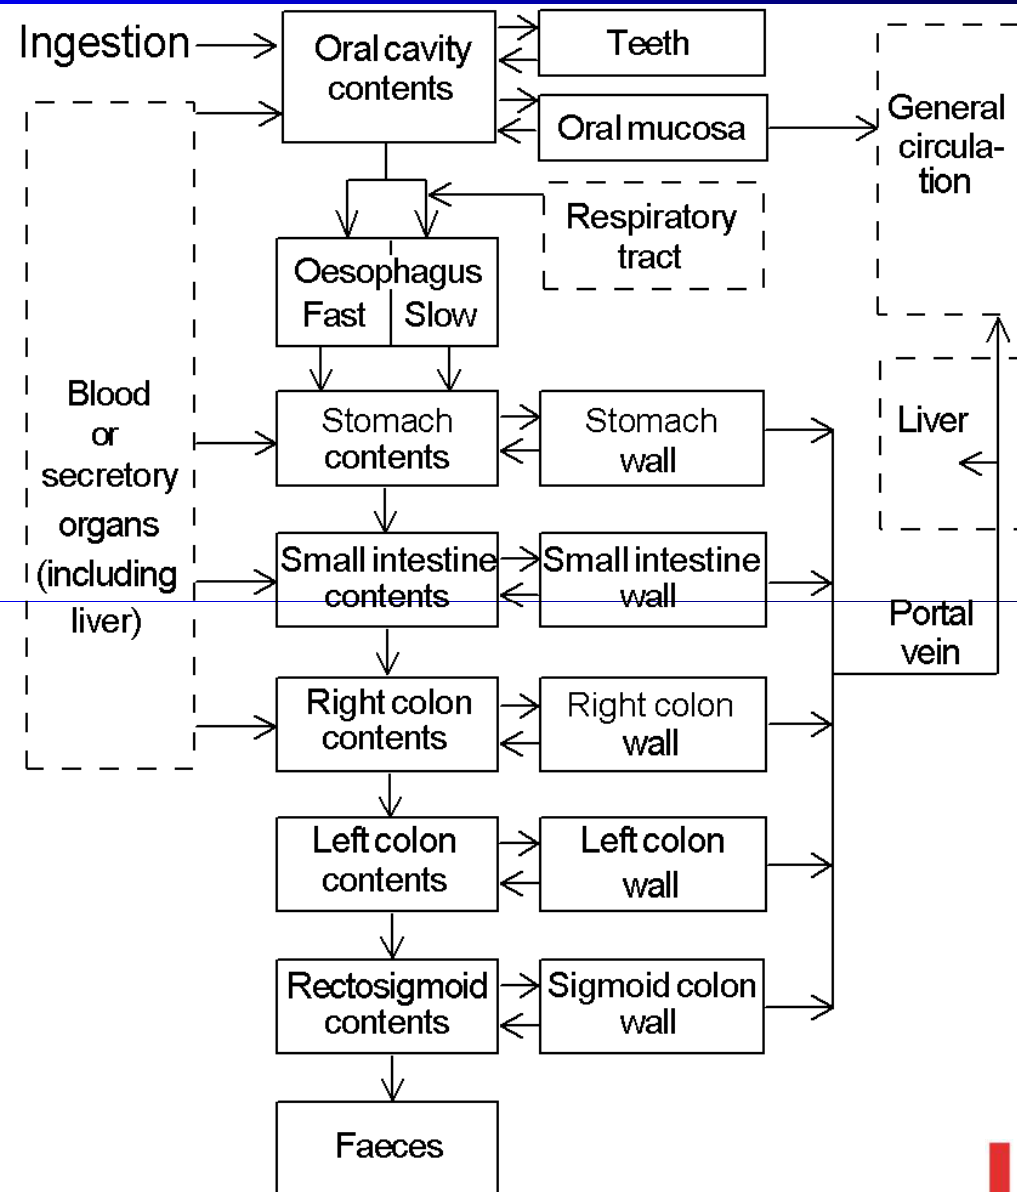 Ingestion
Oral cavity
contents
Teeth
Oral mucosa
General
circula-
tion
Respiratory
tract
Oesophagus
Fast
Slow
Blood
or
secretory
organs
(including
liver)
Stomach
contents
Stomach
wall
Liver
Small intestine
contents
Small intestine
wall
Portal
vein
Right colon
contents
Right colon
wall
Left colon
contents
Left colon
wall
Rectosigmoid
contents
Sigmoid colon
wall
Faeces